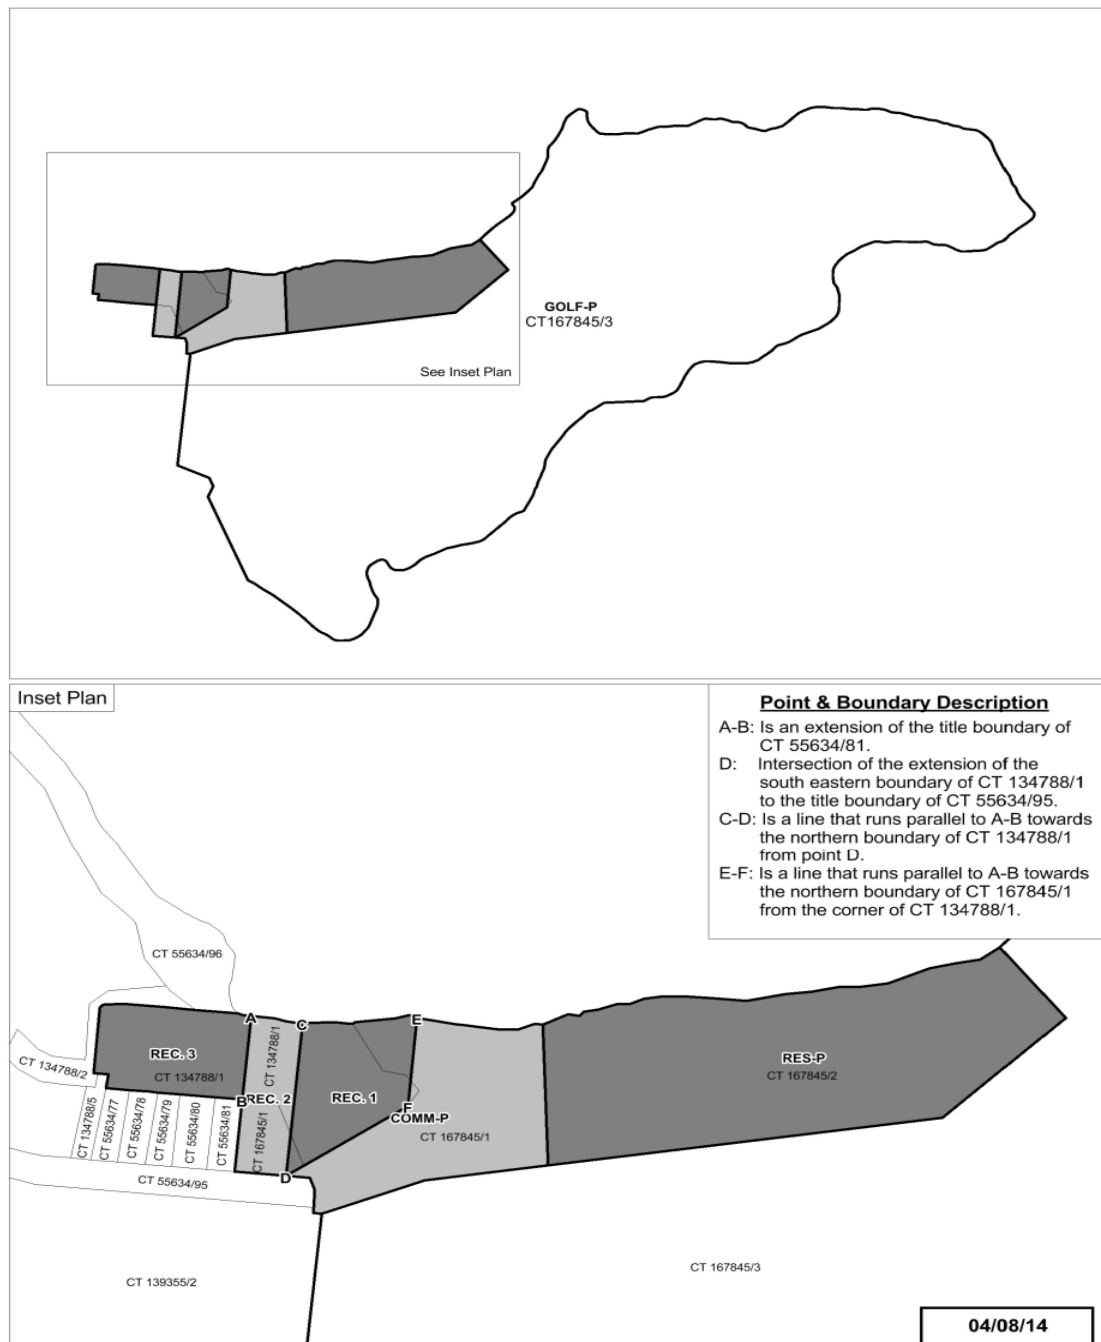 GOLF-P
CT167845/3
See Inset Plan
Inset Plan
Point & Boundary Description
A-B: Is an extension of the title boundary of
CT 55634/81.
D: Intersection of the extension of the
south eastern boundary of CT 134788/1
to the title boundary of CT 55634/95.
C-D: Is a line that runs parallel to A-B towards
the northern boundary of CT 134788/1
from point D.
E-F: Is a line that runs parallel to A-B towards
the northern boundary of CT 167845/1
from the corner of CT 134788/1.
CT 55634/96
A
C
E
CT 134788/1
REC. 3
CT 134788/1
CT 134788/2
RES-P
CT 167845/2
B
REC. 2
REC. 1
F
COMM-P
CT 167845/1
CT 134788/5
CT 55634/77
CT 55634/78
CT 55634/79
CT 55634/80
CT 55634/81
CT 167845/1
D
CT 55634/95
CT 139355/2
CT 167845/3
04/08/14